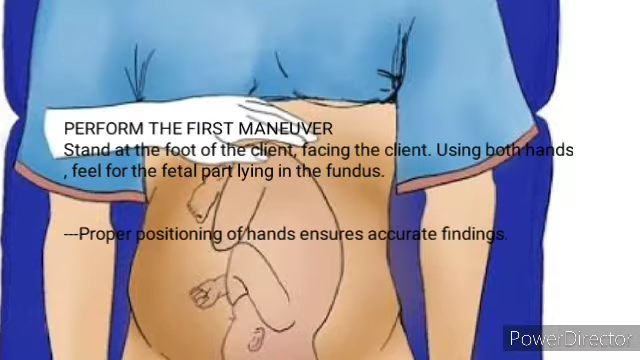 PERFORM THE FIRST MANEUVER
Stand at the foot of the client, facing the client. Using both hands
, feel for the fetal part lying in the fundus.
---Proper positioning of hands ensures accurate findings.
PowerDirector